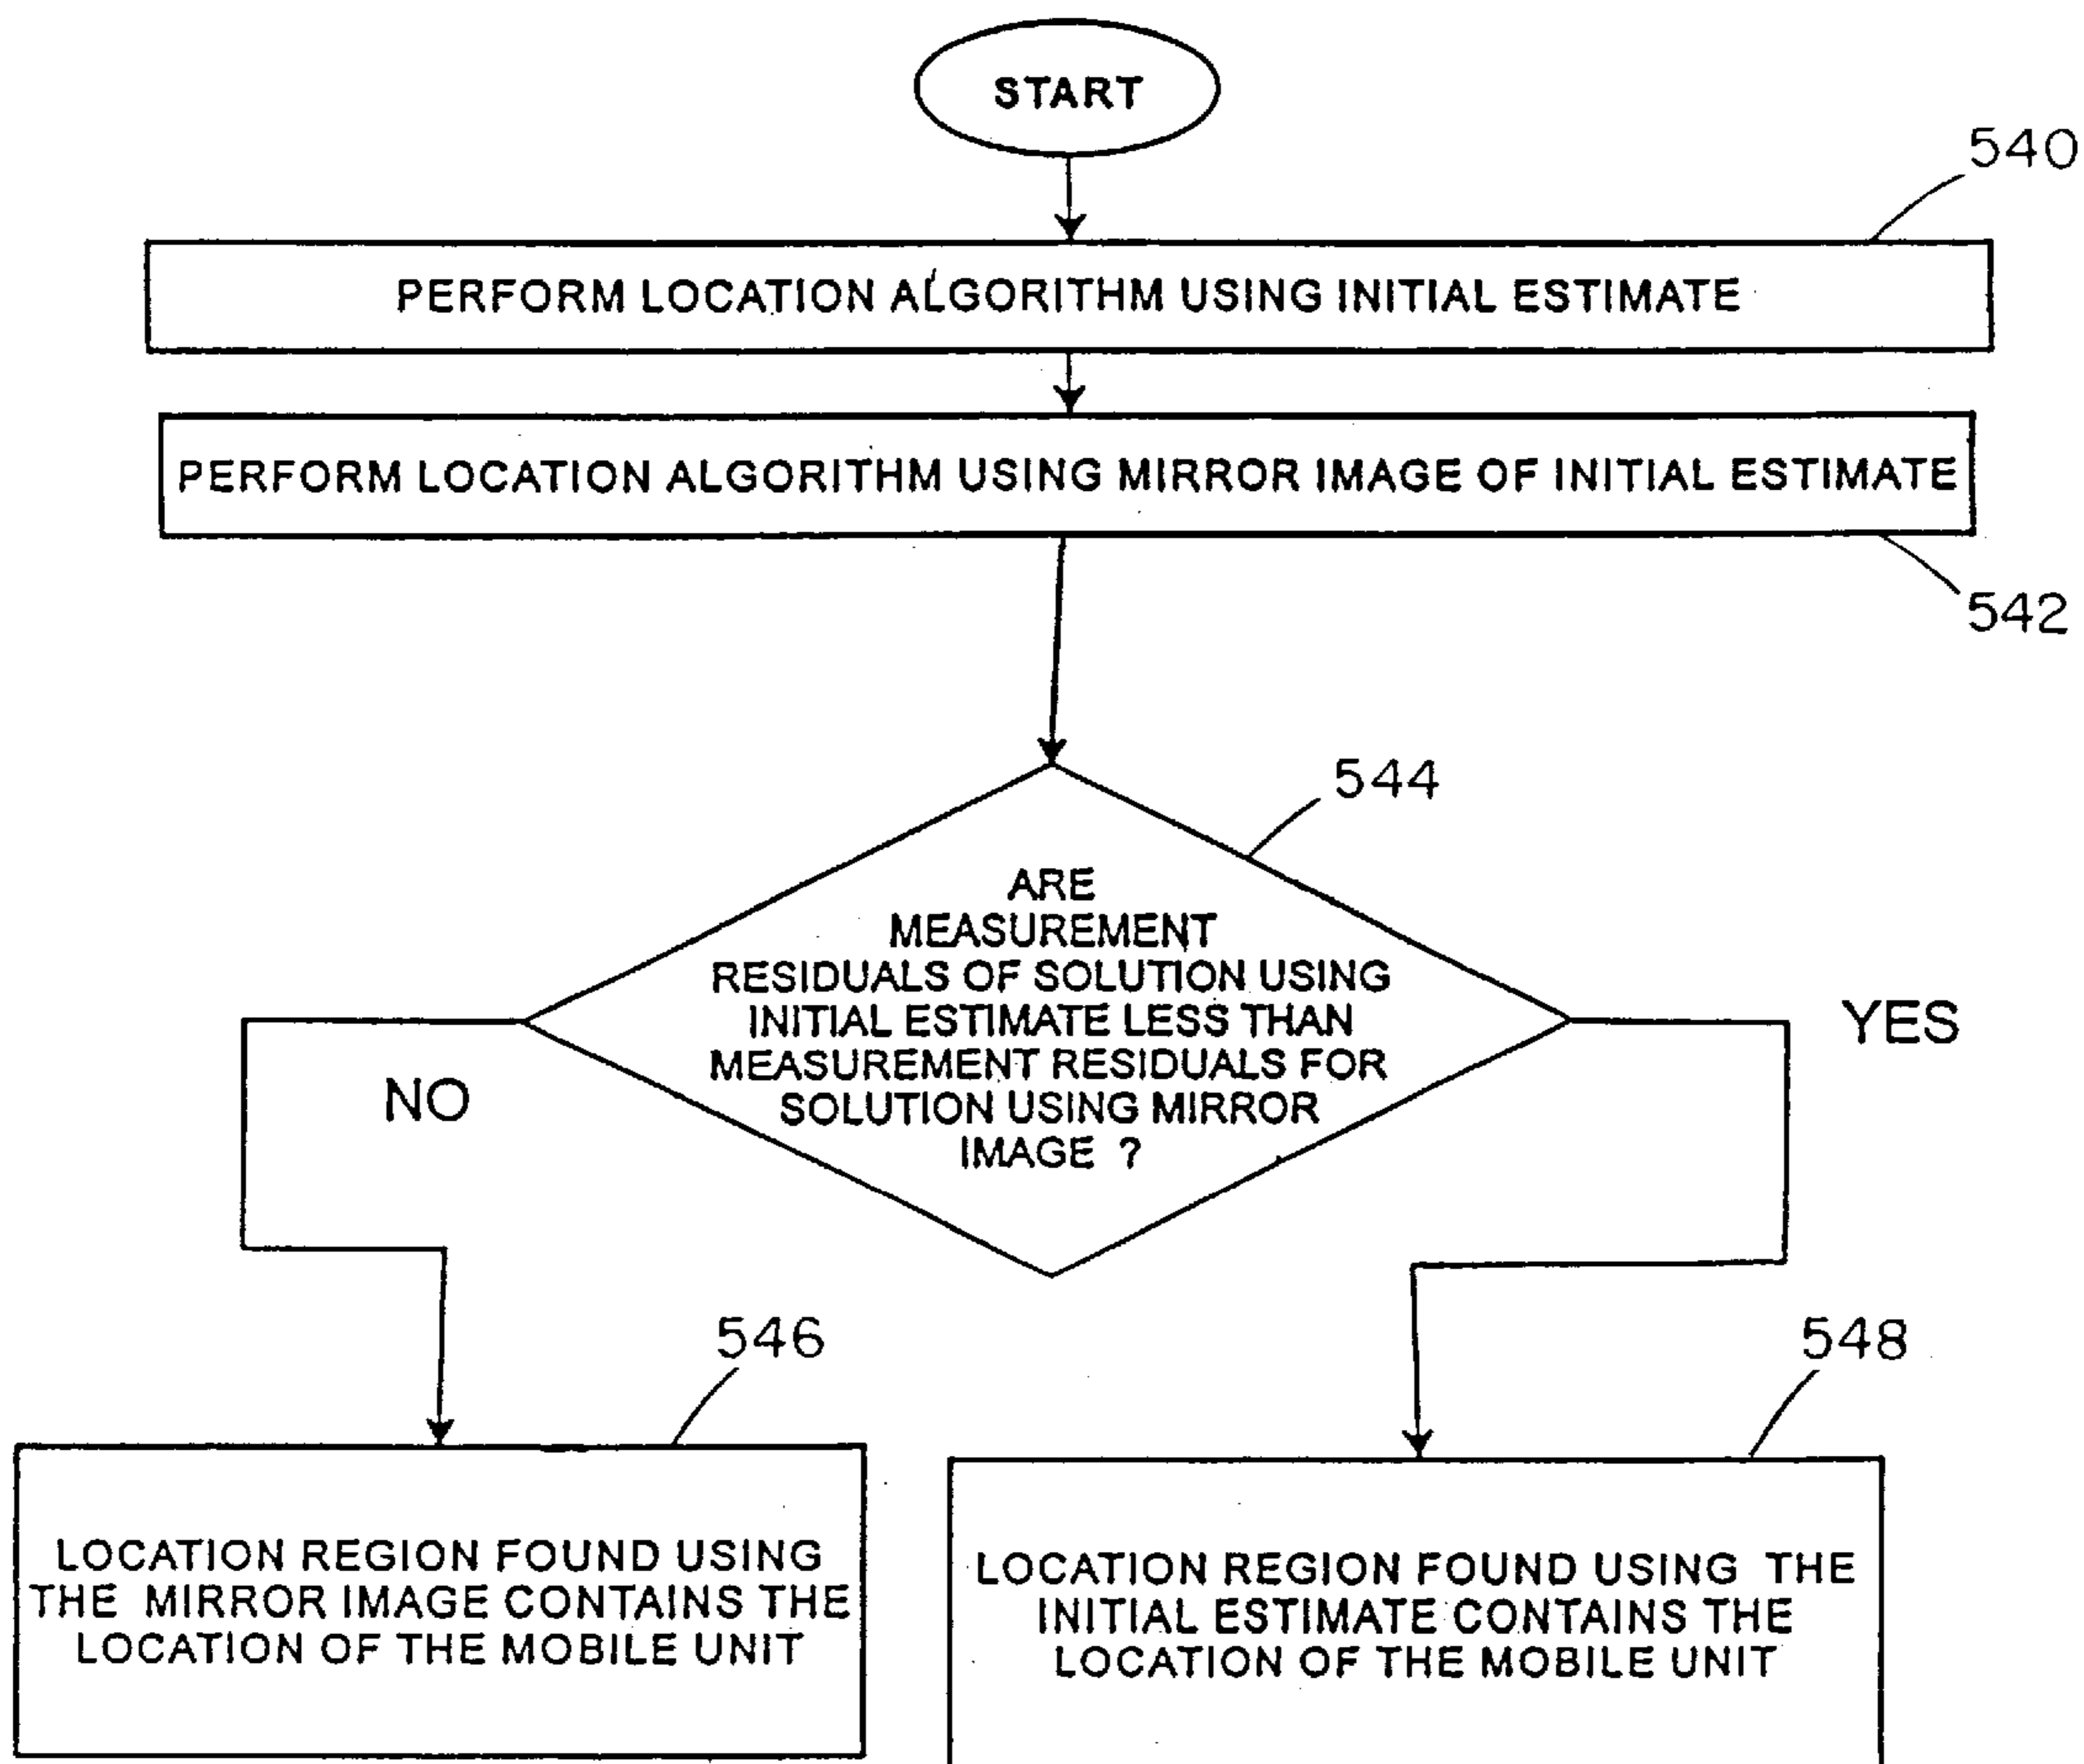 START
540
PERFORM LOCATION ALGORITHM USING INITIAL ESTIMATE
PERFORM LOCATION ALGORITHM USING MIRROR IMAGE OF INITIAL ESTIMATE
542
544
ARE
MEASUREMENT
RESIDUALS OF SOLUTION USING
INITIAL ESTIMATE LESS THAN
MEASUREMENT RESIDUALS FOR
SOLUTION USING MIRROR
IMAGE ?
YES
NO
546
548
LOCATION REGION FOUND USING
THE MIRROR IMAGE CONTAINS THE
LOCATION OF THE MOBILE UNIT
LOCATION REGION FOUND USING THE
INITIAL ESTIMATE CONTAINS THE
LOCATION OF THE MOBILE UNIT